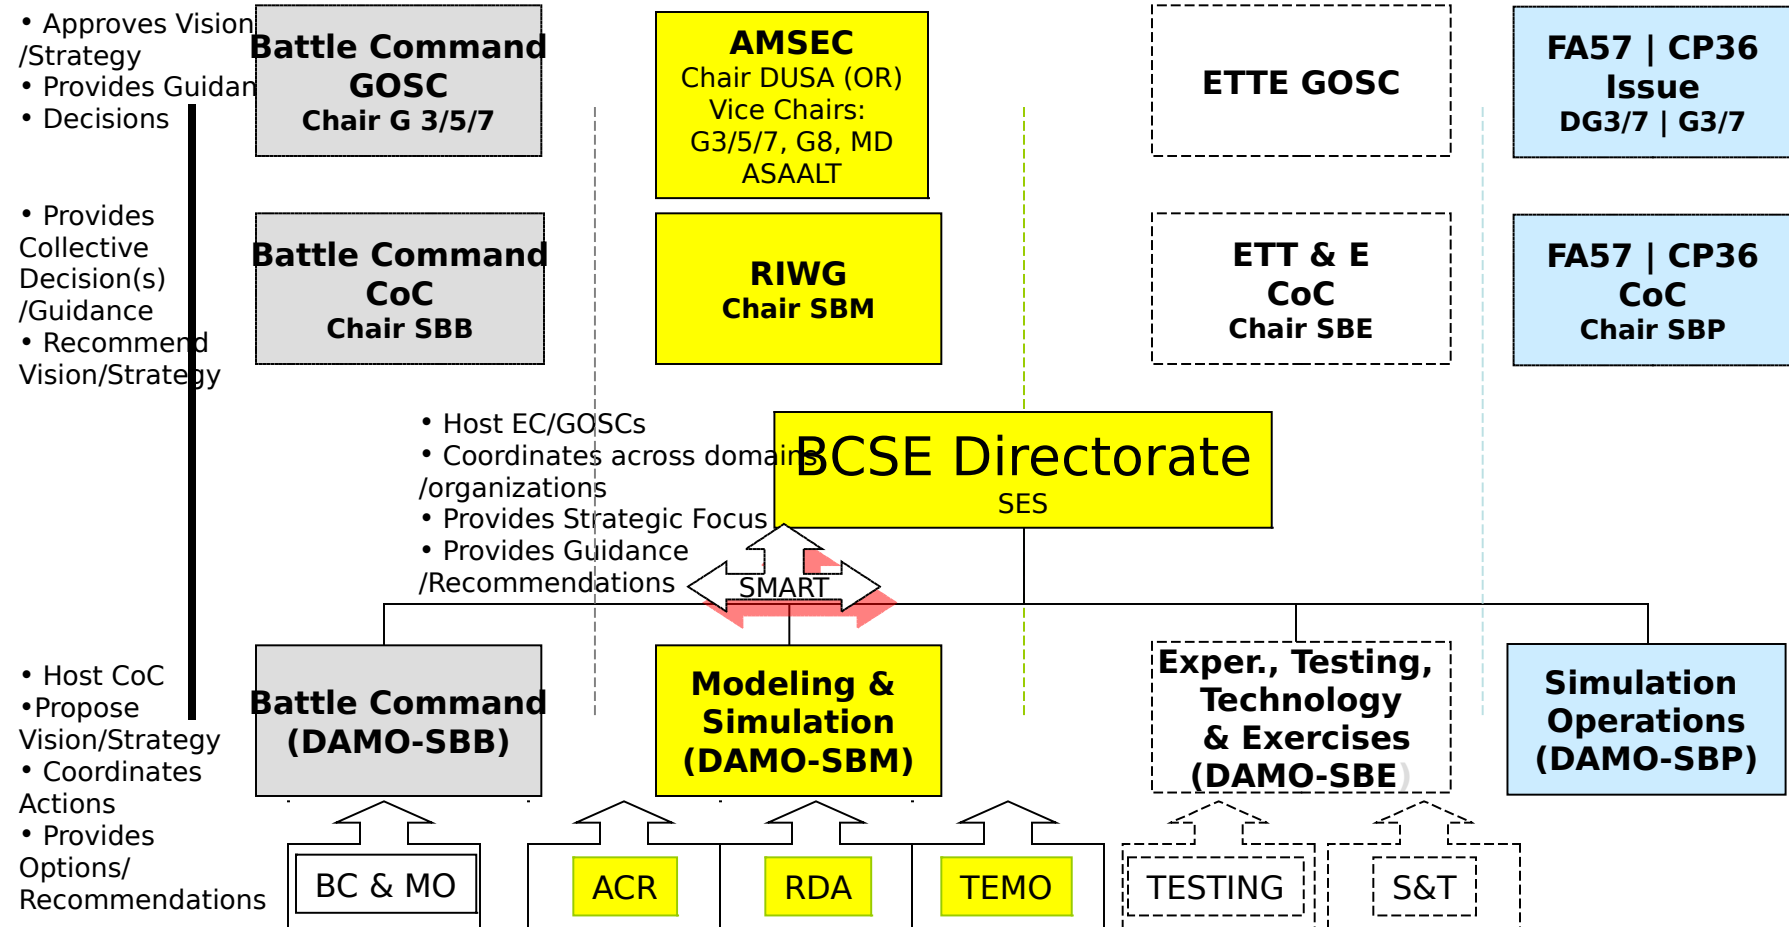 • Approves Vision
/Strategy
• Provides Guidan
• Decisions
Battle Command
GOSC
Chair G 3/5/7
AMSEC
Chair DUSA (OR)
Vice Chairs:
G3/5/7, G8, MD
ASAALT
ETTE GOSC
FA57 | CP36
Issue
DG3/7 | G3/7
• Provides
Collective
Decision(s)
/Guidance
• Recommend
Vision/Strategy
Battle Command
CoC
Chair SBB
RIWG
Chair SBM
ETT & E
CoC
Chair SBE
FA57 | CP36
CoC
Chair SBP
• Host EC/GOSCs
• Coordinates across domains
/organizations
• Provides Strategic Focus
• Provides Guidance
/Recommendations
BCSE Directorate
SES
SMART
• Host CoC
•Propose
Vision/Strategy
• Coordinates
Actions
• Provides
Options/
Recommendations
Battle Command
(DAMO-SBB)
Modeling &
Simulation
(DAMO-SBM)
Exper., Testing,
Technology
& Exercises
(DAMO-SBE)
Simulation
Operations
(DAMO-SBP)
BC & MO
ACR
RDA
TEMO
TESTING
S&T